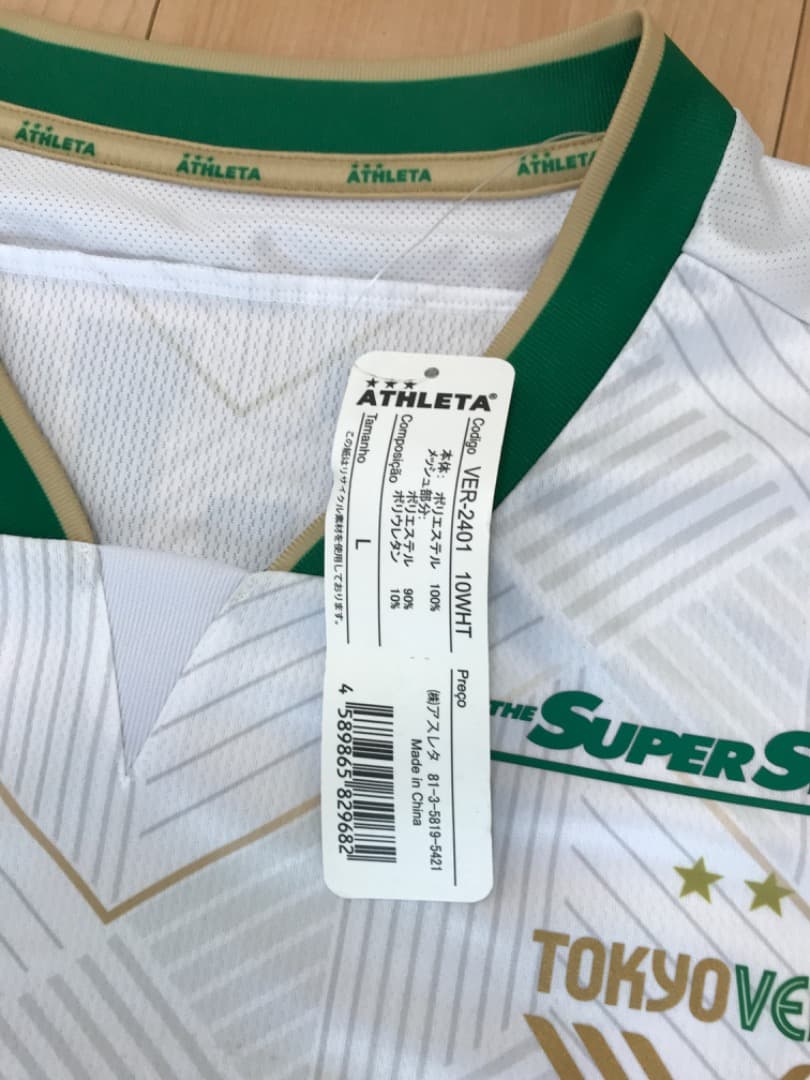 ATHLETA
ATHLETA
ATHLETA
ATHLETA
ATHLETA®
Codigo VER-2401 10WHT
本体: ポリエステル 100%
メッシュ部分:
Composição ポリエステル 90%
ポリウレタン 10%
Tamanho L
この紙はリサイクル素材を使用しております。
Preço
(株)アスレタ 81-3-5819-5421
Made in China
4 589865 829682
THE SUPER S
TOKYO VE